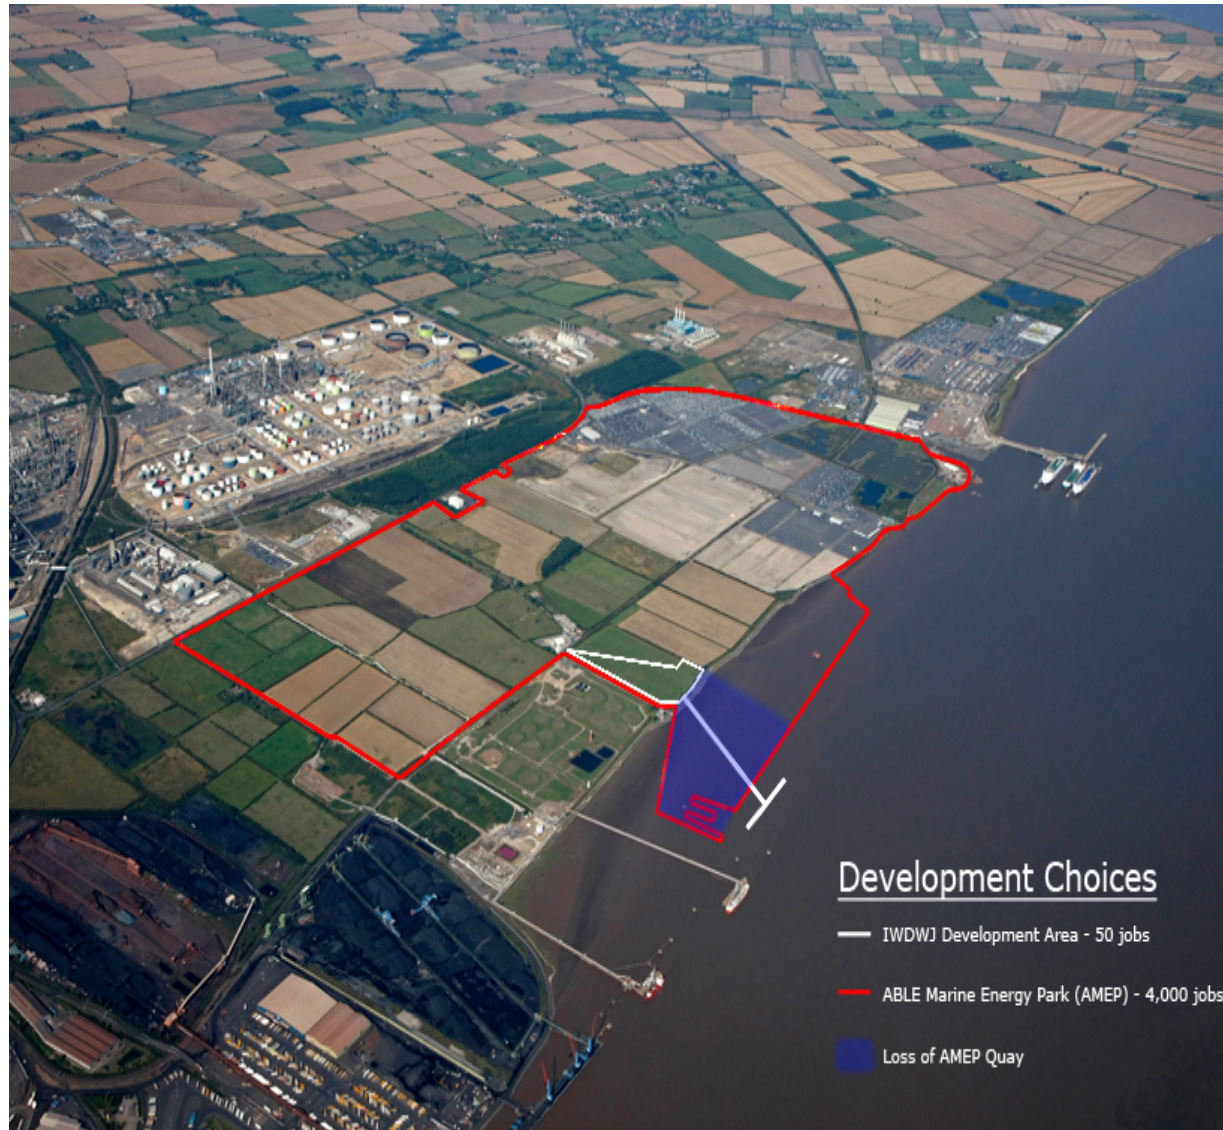 Development Choices
IWDWJ Development Area - 50 jobs
ABLE Marine Energy Park (AMEP) - 4,000 jobs
Loss of AMEP Quay